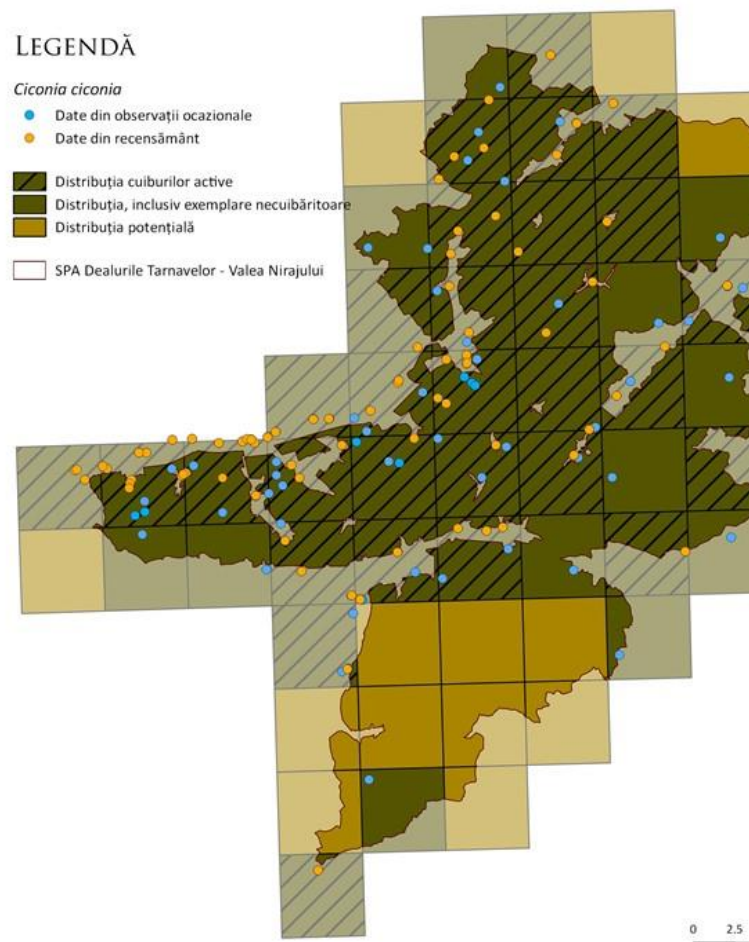 LEGENDĂ
Ciconia ciconia
Date din observații ocazionale
Date din recensământ
Distribuția cuiburilor active
Distribuția, inclusiv exemplare necuibăritoare
Distribuția potențială
SPA Dealurile Tarnavelor - Valea Nirajului
0 2.5